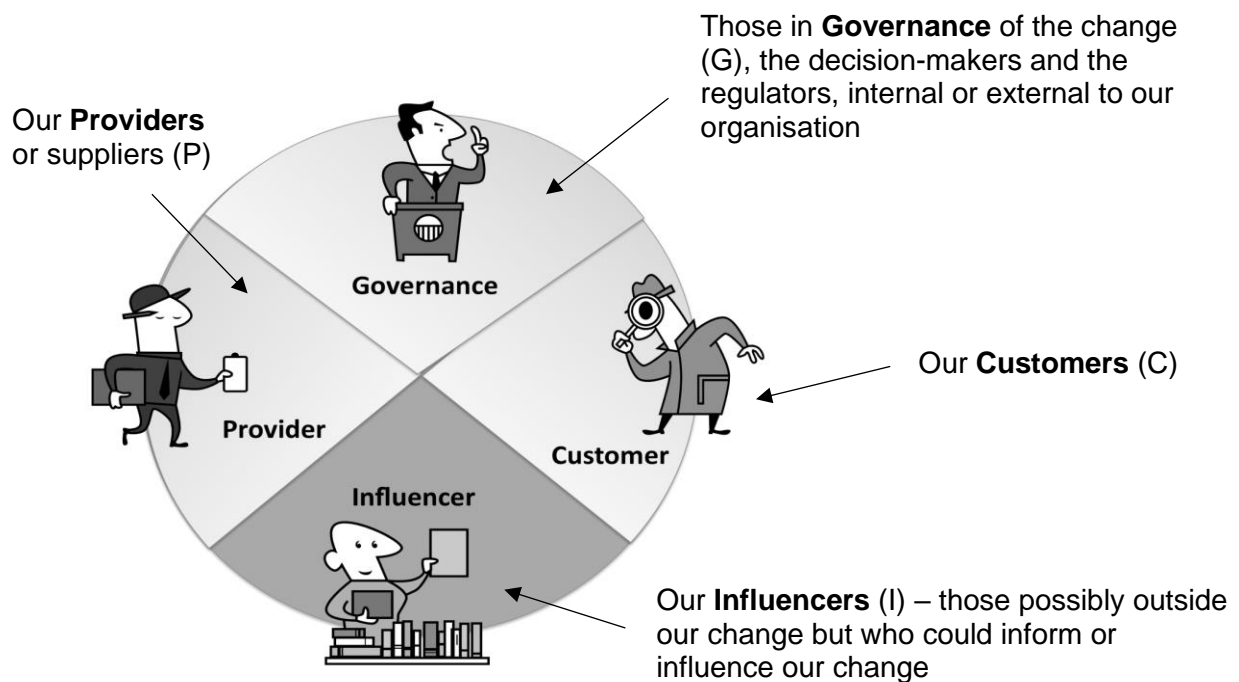 Those in Governance of the change
(G), the decision-makers and the
regulators, internal or external to our
organisation
Our Providers
or suppliers (P)
Governance
Provider
Customer
Our Customers (C)
Influencer
Our Influencers (I) – those possibly outside
our change but who could inform or
influence our change